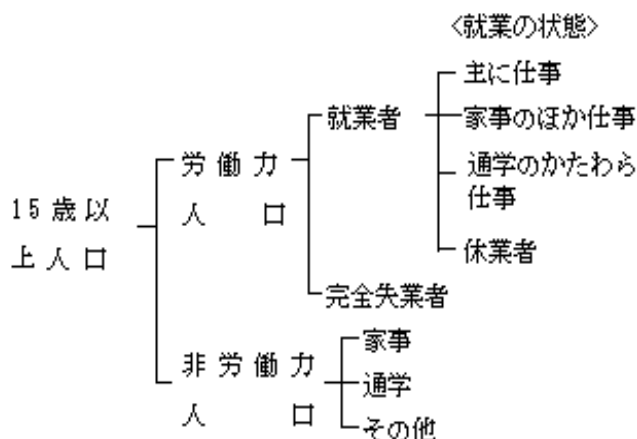 <就業の状態>
主に仕事
就業者
家事のほか仕事
労働力
人口
通学のかたわら
仕事
15歳以
上人口
休業者
完全失業者
家事
非労働力
人口
通学
その他